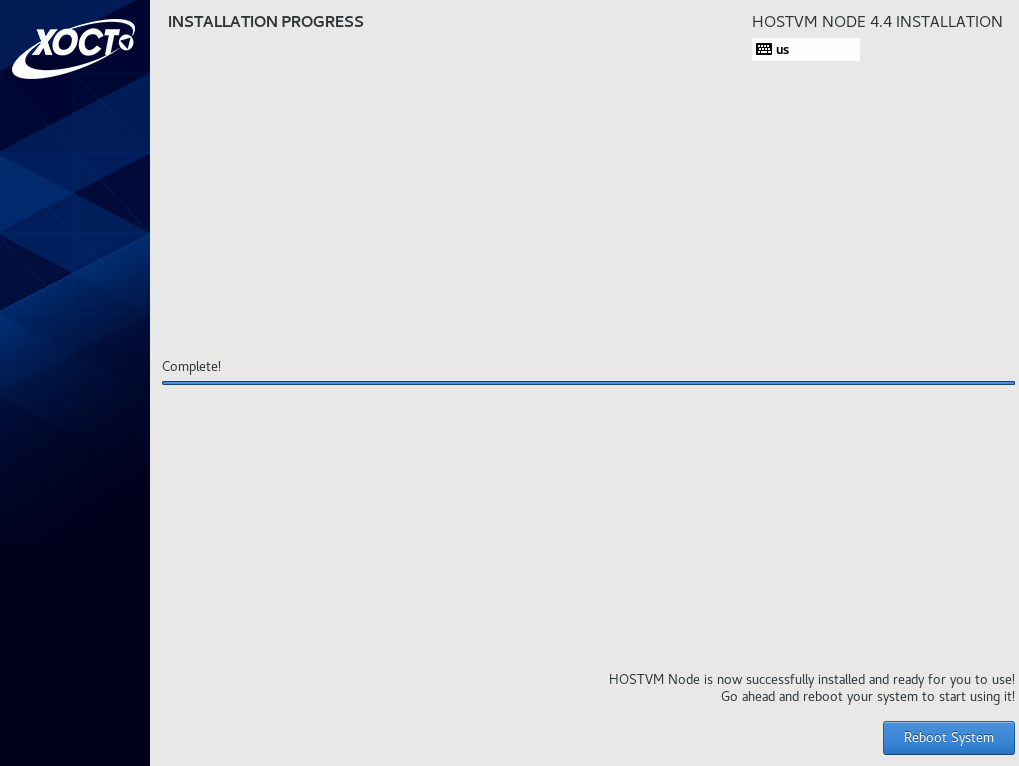 ХОСТ
INSTALLATION PROGRESS
HOSTVM NODE 4.4 INSTALLATION
us
Complete!
HOSTVM Node is now successfully installed and ready for you to use!
Go ahead and reboot your system to start using it!
Reboot System